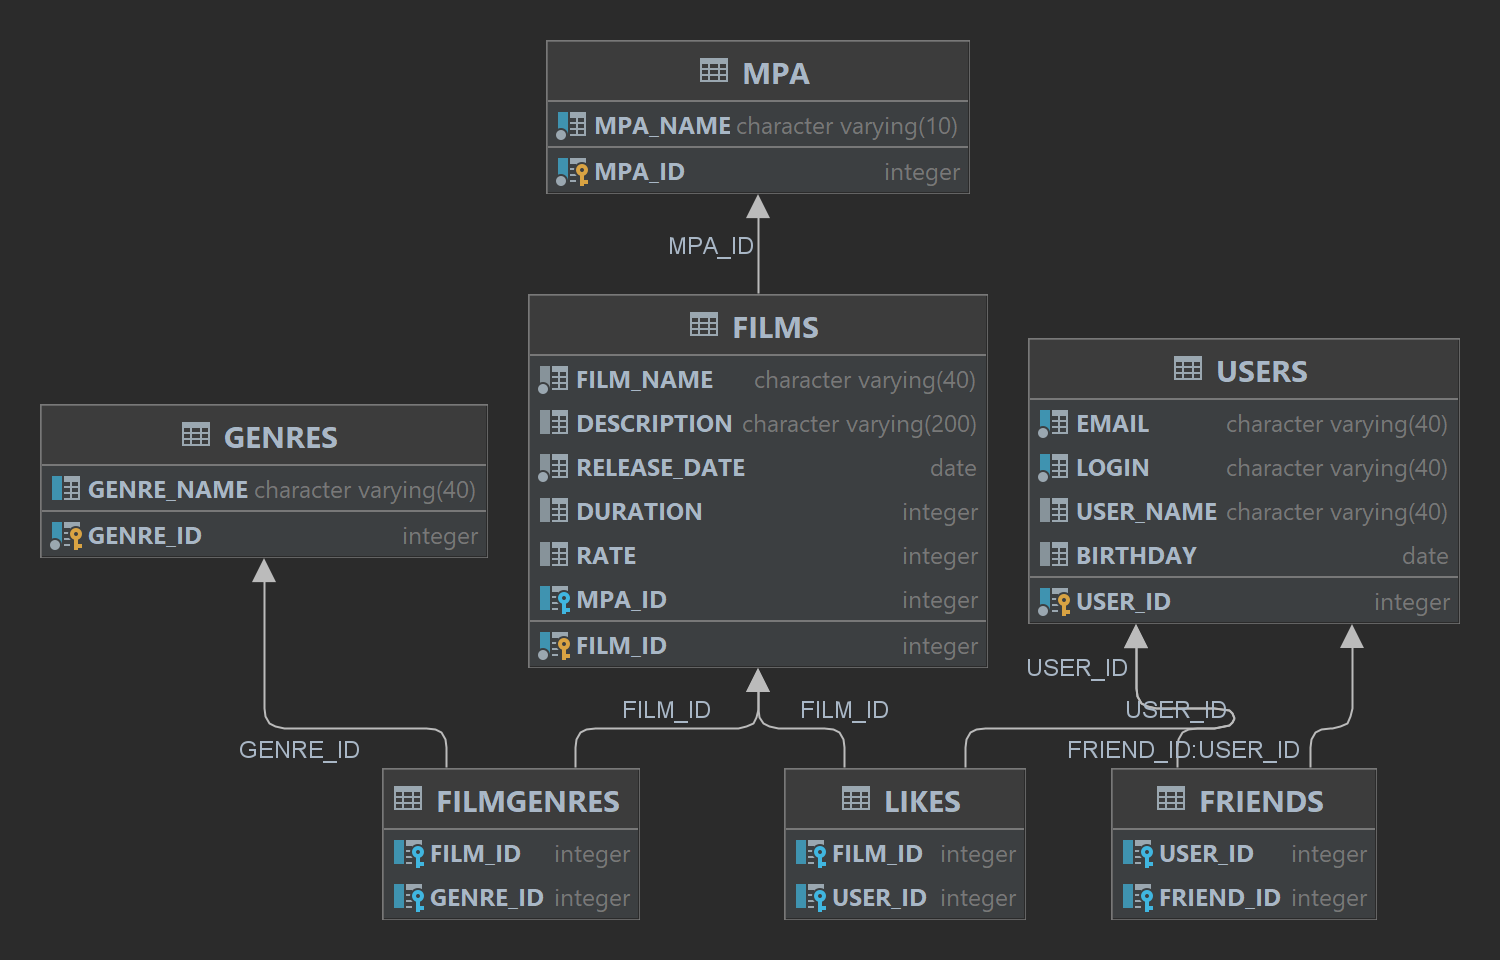 MPA
MPA_NAME character varying(10)
MPA_ID integer
MPA_ID
FILMS
FILM_NAME character varying(40)
DESCRIPTION character varying(200)
RELEASE_DATE date
DURATION integer
RATE integer
MPA_ID integer
FILM_ID integer
USERS
EMAIL character varying(40)
LOGIN character varying(40)
USER_NAME character varying(40)
BIRTHDAY date
USER_ID integer
GENRES
GENRE_NAME character varying(40)
GENRE_ID integer
USER_ID
FILM_ID
FILM_ID
USER_ID
GENRE_ID
FRIEND_ID:USER_ID
FILMGENRES
FILM_ID integer
GENRE_ID integer
LIKES
FILM_ID integer
USER_ID integer
FRIENDS
USER_ID integer
FRIEND_ID integer